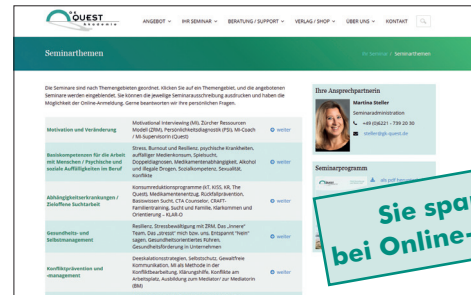 GK QUEST
Akademie
ANGEBOT
IHR SEMINAR
BERATUNG / SUPPORT
VERLAG / SHOP
ÜBER UNS
KONTAKT
Seminarthemen
Ihr Seminar / Seminarthemen
Die Seminare sind nach Themengebieten geordnet. Klicken Sie auf ein Themengebiet, und die angebotenen
Seminare werden eingeblendet. Sie können die jeweilige Seminarausschreibung ausdrucken und haben die
Möglichkeit der Online-Anmeldung. Gerne beantworten wir Ihre persönlichen Fragen.
Motivation und Veränderung
Motivational Interviewing (MI), Zürcher Ressourcen
Modell (ZRM), Persönlichkeitsdiagnostik (PSI), MI-Coach
/ MI-Supervisor/in (Quest)
weiter
Basiskompetenzen für die Arbeit
mit Menschen / Psychische und
soziale Auffälligkeiten im Beruf
Stress, Burnout und Resilienz, psychische Krankheiten,
auffälliger Medienkonsum, Spielsucht,
Doppeldiagnosen, Medikamentenabhängigkeit, Alkohol
und illegale Drogen, Sozialkompetenz, Sexualität,
Konflikte
weiter
Abhängigkeitserkrankungen /
Zieloffene Suchtarbeit
Konsumreduktionsprogramme (kT, KISS, KR, The
Quest), Medikamentenentzug, Rückfallprävention,
Basiswissen Sucht, CTA Counselor, CRAFT-
Familientraining, Sucht und Familie, Klarkommen und
Orientierung – KLAR-O
weiter
Gesundheits- und
Selbstmanagement
Resilienz, Stressbewältigung mit ZRM, Das „innere“
Team, Das „stresst“ mich bzw. uns, Entspannt "Nein"
sagen, Gesundheitsorientiertes Führen,
Gesundheitsförderung in Unternehmen
weiter
Konfliktprävention und
-management
Deeskalationsstrategien, Selbstschutz, Gewaltfreie
Kommunikation, MI als Methode in der
Konfliktbearbeitung, Klärungshilfe, Konflikte am
Arbeitsplatz, Ausbildung zum Mediator/ zur Mediatorin
(BM)
weiter
Ihre Ansprechpartnerin
Martina Steller
Seminaradministration
+49 (0)6221 - 739 20 30
steller@gk-quest.de
Seminarprogramm
als pdf
Sie spa
bei Online-